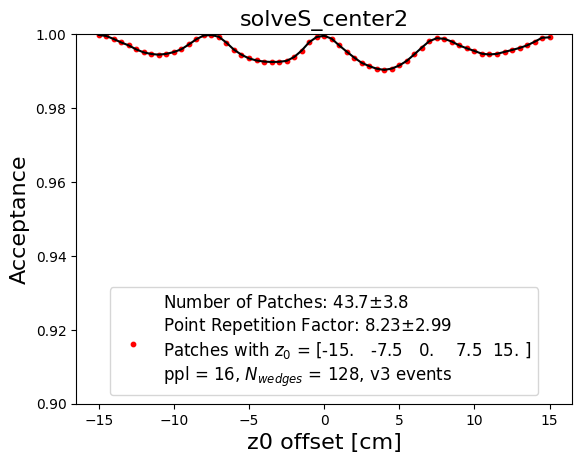 solveS_center2
Acceptance
1.00
0.98
0.96
0.94
0.92
0.90
Number of Patches: 43.7±3.8
Point Repetition Factor: 8.23±2.99
Patches with z₀ = [-15. -7.5 0. 7.5 15. ]
ppl = 16, N_wedges = 128, v3 events
−15 −10 −5 0 5 10 15
z0 offset [cm]